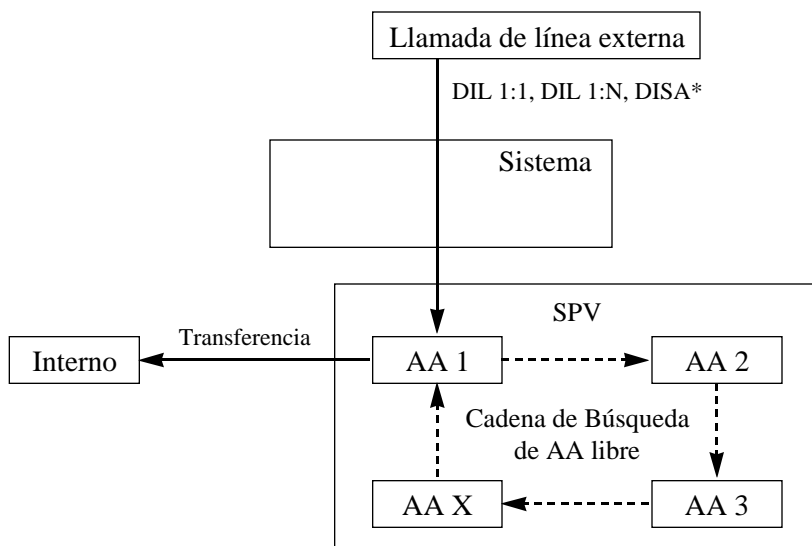 Llamada de línea externa
DIL 1:1, DIL 1:N, DISA*
Sistema
SPV
Transferencia
Interno
AA 1
AA 2
Cadena de Búsqueda
de AA libre
AA X
AA 3